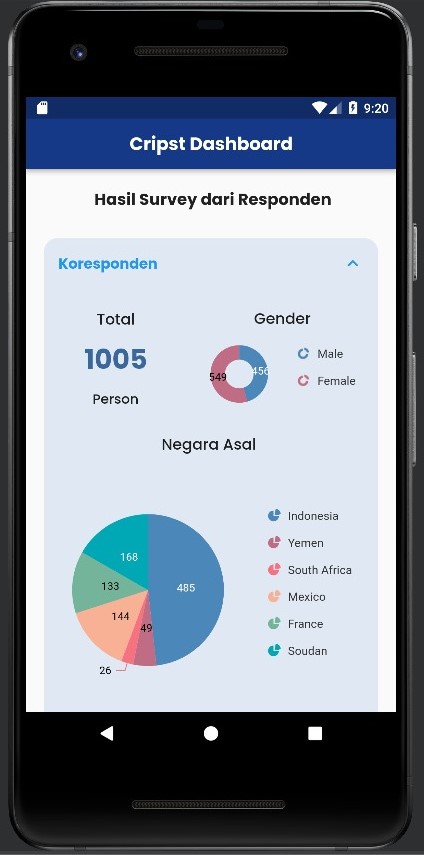 9:20
Cripst Dashboard
Hasil Survey dari Responden
Koresponden
Total
1005
Person
Gender
549
456
Male
Female
Negara Asal
168
133
144
26
49
485
Indonesia
Yemen
South Africa
Mexico
France
Soudan